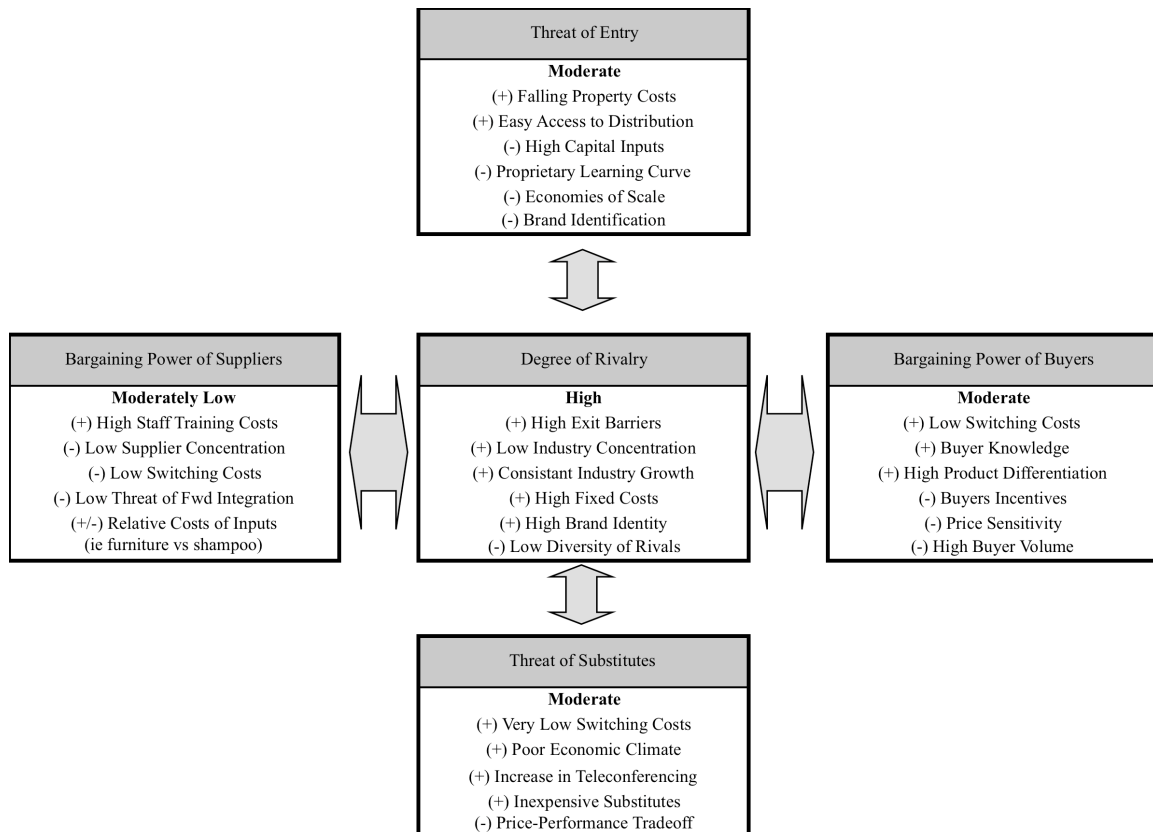 Threat of Entry
Moderate
(+) Falling Property Costs
(+) Easy Access to Distribution
(-) High Capital Inputs
(-) Proprietary Learning Curve
(-) Economies of Scale
(-) Brand Identification
Bargaining Power of Suppliers
Moderately Low
(+) High Staff Training Costs
(-) Low Supplier Concentration
(-) Low Switching Costs
(-) Low Threat of Fwd Integration
(+/-) Relative Costs of Inputs
(ie furniture vs shampoo)
Degree of Rivalry
High
(+) High Exit Barriers
(+) Low Industry Concentration
(+) Consistant Industry Growth
(+) High Fixed Costs
(+) High Brand Identity
(-) Low Diversity of Rivals
Bargaining Power of Buyers
Moderate
(+) Low Switching Costs
(+) Buyer Knowledge
(+) High Product Differentiation
(-) Buyers Incentives
(-) Price Sensitivity
(-) High Buyer Volume
Threat of Substitutes
Moderate
(+) Very Low Switching Costs
(+) Poor Economic Climate
(+) Increase in Teleconferencing
(+) Inexpensive Substitutes
(-) Price-Performance Tradeoff